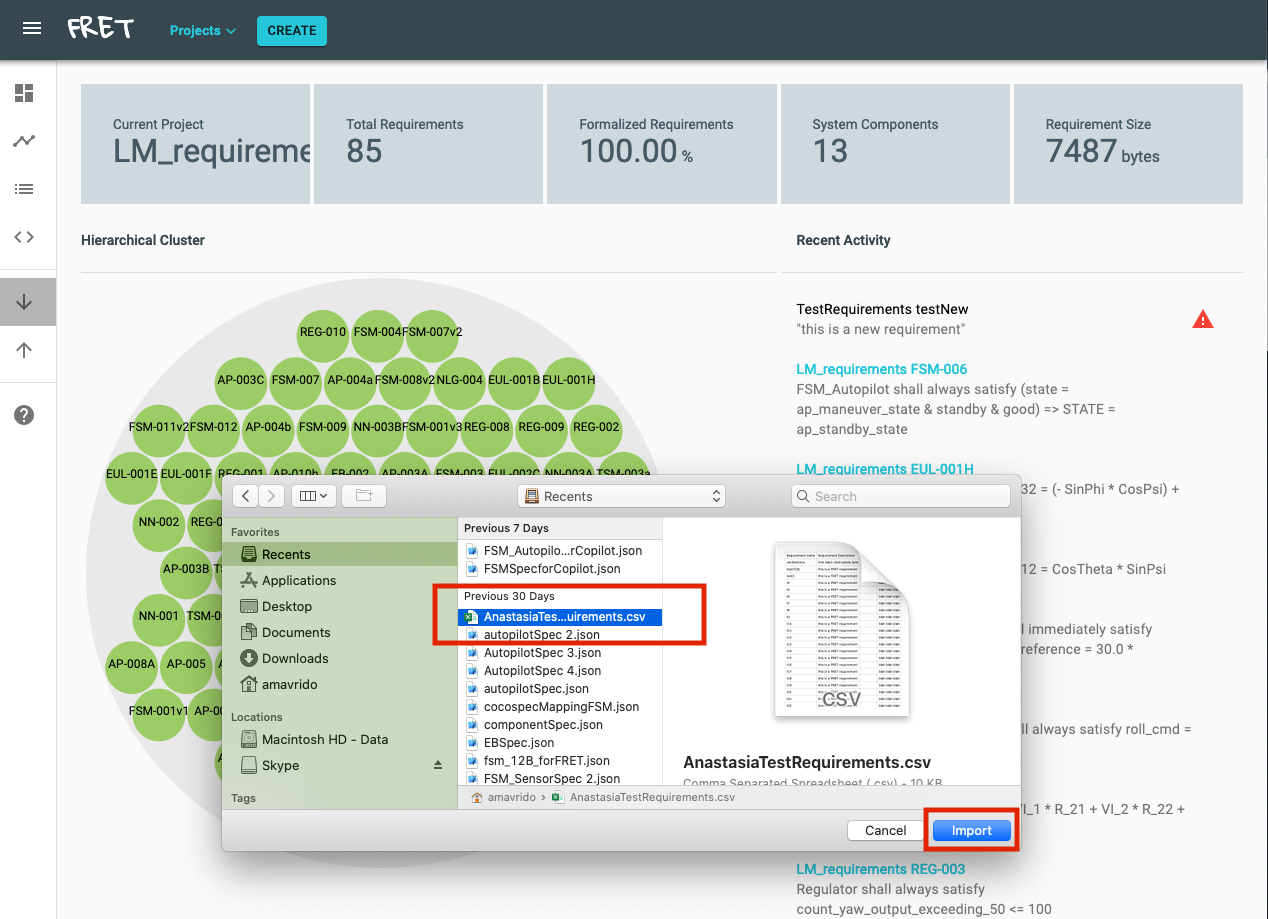 FRET
Projects
CREATE
Current Project
LM_requireme
Total Requirements
85
Formalized Requirements
100.00 %
System Components
13
Requirement Size
7487 bytes
Hierarchical Cluster
REG-010 FSM-004 FSM-007v2
AP-003C FSM-007 AP-004a FSM-008v2 NLG-004 EUL-001B EUL-001H
FSM-011v2 FSM-012 AP-004b FSM-009 NN-003B FSM-001v3 REG-008 REG-009 REG-002
EUL-001E EUL-001F REG-001 AP-010b EB-002 AP-003A FSM-003 EUL-002C NN-003A TSM-003a
NN-002 REG-0
AP-003B TS
NN-001 TSM-00
AP-008A AP-005
FSM-001v1 AP-00
Recent Activity
TestRequirements testNew
"this is a new requirement"
LM_requirements FSM-006
FSM_Autopilot shall always satisfy (state =
ap_maneuver_state & standby & good) => STATE =
ap_standby_state
LM_requirements EUL-001H
32 = (- SinPhi * CosPsi) +
12 = CosTheta * SinPsi
l immediately satisfy
reference = 30.0 *
ll always satisfy roll_cmd =
VI_1 * R_21 + VI_2 * R_22 +
LM_requirements REG-003
Regulator shall always satisfy
count_yaw_output_exceeding_50 <= 100
Recents
Search
Favorites
Recents
Applications
Desktop
Documents
Downloads
amavrido
Locations
Macintosh HD - Data
Skype
Tags
Previous 7 Days
FSM_Autopilo...rCopilot.json
FSMSpecforCopilot.json
Previous 30 Days
AnastasiaTes...uirements.csv
autopilotSpec 2.json
AutopilotSpec 3.json
AutopilotSpec 4.json
autopilotSpec.json
cocospecMappingFSM.json
componentSpec.json
EBSpec.json
fsm_12B_forFRET.json
FSM_SensorSpec 2.json
CSV
AnastasiaTestRequirements.csv
Comma Separated Spreadsheet (.csv) - 10 KB
amavrido › AnastasiaTestRequirements.csv
Cancel
Import